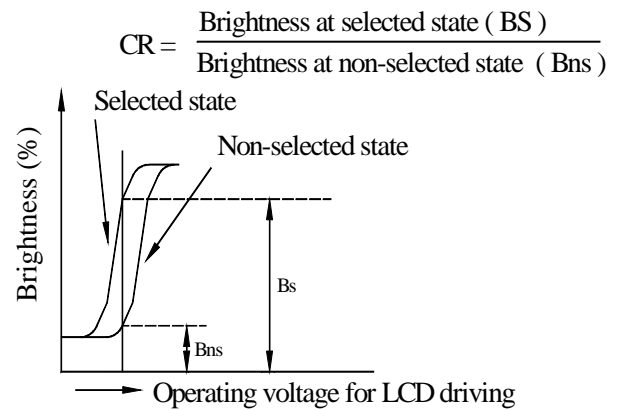 CR = Brightness at selected state ( BS )
Brightness at non-selected state ( Bns )
Selected state
Non-selected state
Brightness (%)
Bs
Bns
Operating voltage for LCD driving